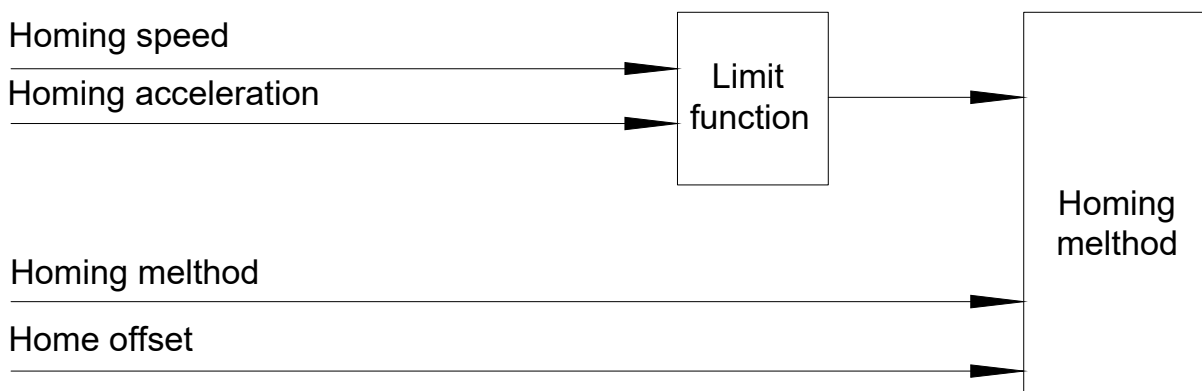 Homing speed
Homing acceleration
Limit
function
Homing
melthod
Homing melthod
Home offset